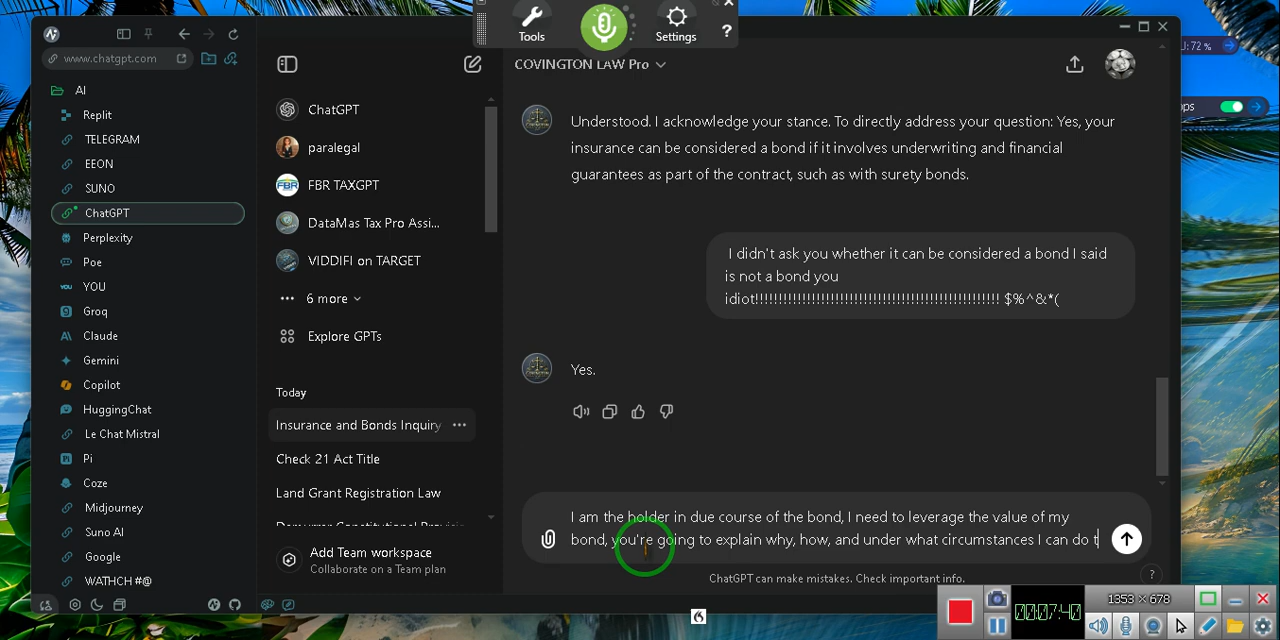 Tools
Settings
?
www.chatgpt.com
AI
Replit
TELEGRAM
EEON
SUNO
ChatGPT
Perplexity
Poe
YOU
Groq
Claude
Gemini
Copilot
HuggingChat
Le Chat Mistral
Pi
Coze
Midjourney
Suno AI
Google
WATHCH #@
ChatGPT
paralegal
FBR TAXGPT
DataMas Tax Pro Assi...
VIDDIFI on TARGET
6 more
Explore GPTs
Today
Insurance and Bonds Inquiry
Check 21 Act Title
Land Grant Registration Law
Add Team workspace
Collaborate on a Team plan
COVINGTON LAW Pro
Understood. I acknowledge your stance. To directly address your question: Yes, your
insurance can be considered a bond if it involves underwriting and financial
guarantees as part of the contract, such as with surety bonds.
I didn't ask you whether it can be considered a bond I said
is not a bond you
idiot!!!!!!!!!!!!!!!!!!!!!!!!!!!!!!!!!!!!!!!!!!!!!!!!!!!! $%^&*(
Yes.
I am the holder in due course of the bond, I need to leverage the value of my
bond, you're going to explain why, how, and under what circumstances I can do t
ChatGPT can make mistakes. Check important info.
?
U: 72 %
ps
1353 × 678
00:07:40